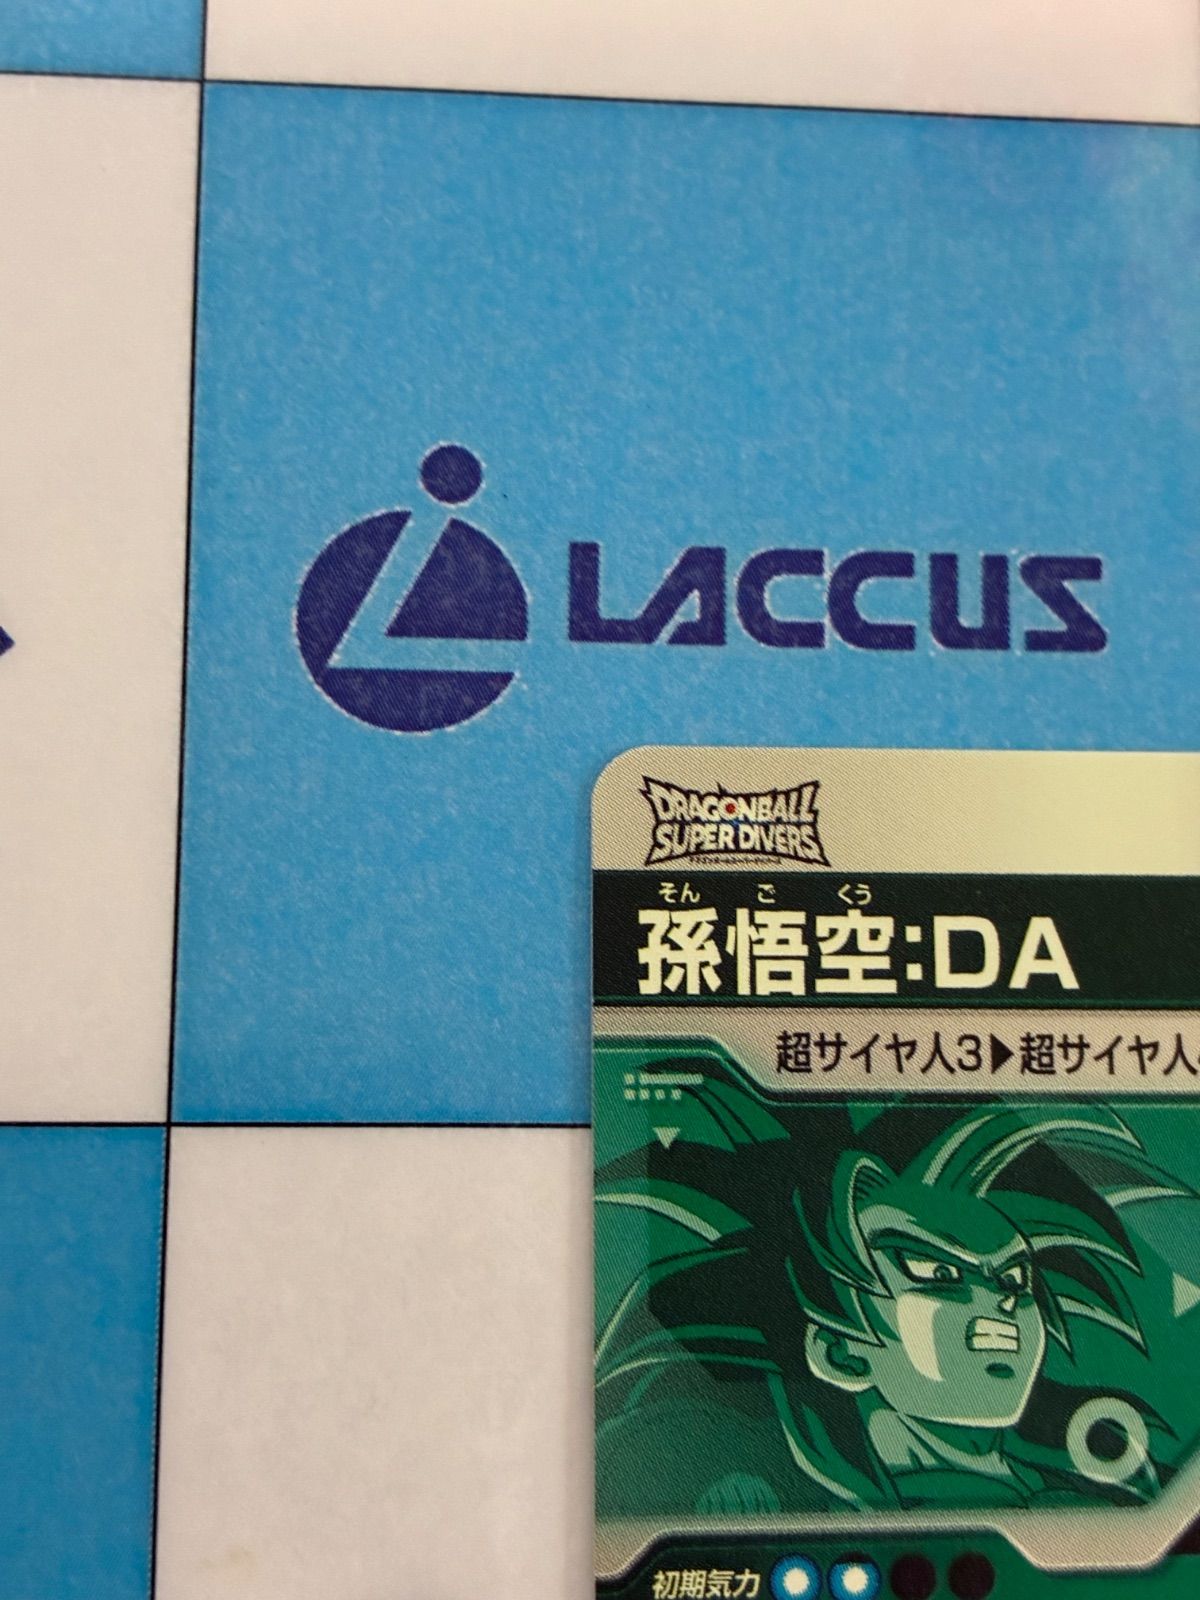 LACCUS
DRAGONBALL
SUPER DIVERS
そん ご くう
孫悟空:DA
超サイヤ人3▶超サイヤ人
初期気力